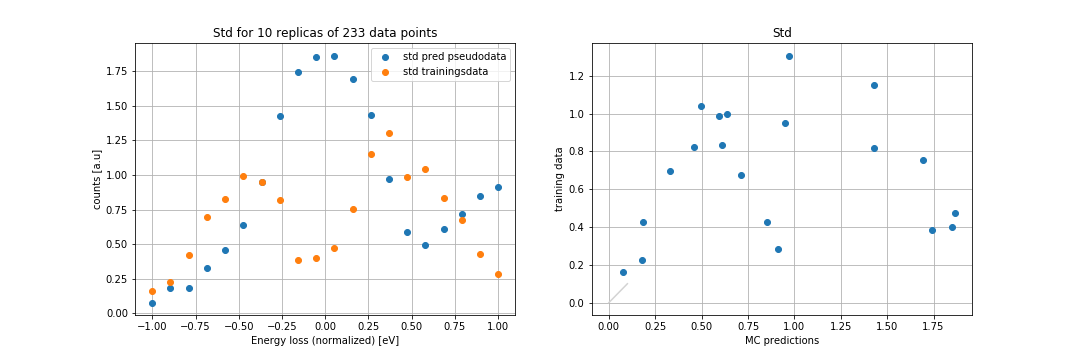 Std for 10 replicas of 233 data points
std pred pseudodata
std trainingsdata
counts [a.u]
1.75
1.50
1.25
1.00
0.75
0.50
0.25
0.00
−1.00 −0.75 −0.50 −0.25 0.00 0.25 0.50 0.75 1.00
Energy loss (normalized) [eV]
Std
training data
1.2
1.0
0.8
0.6
0.4
0.2
0.0
0.00 0.25 0.50 0.75 1.00 1.25 1.50 1.75
MC predictions